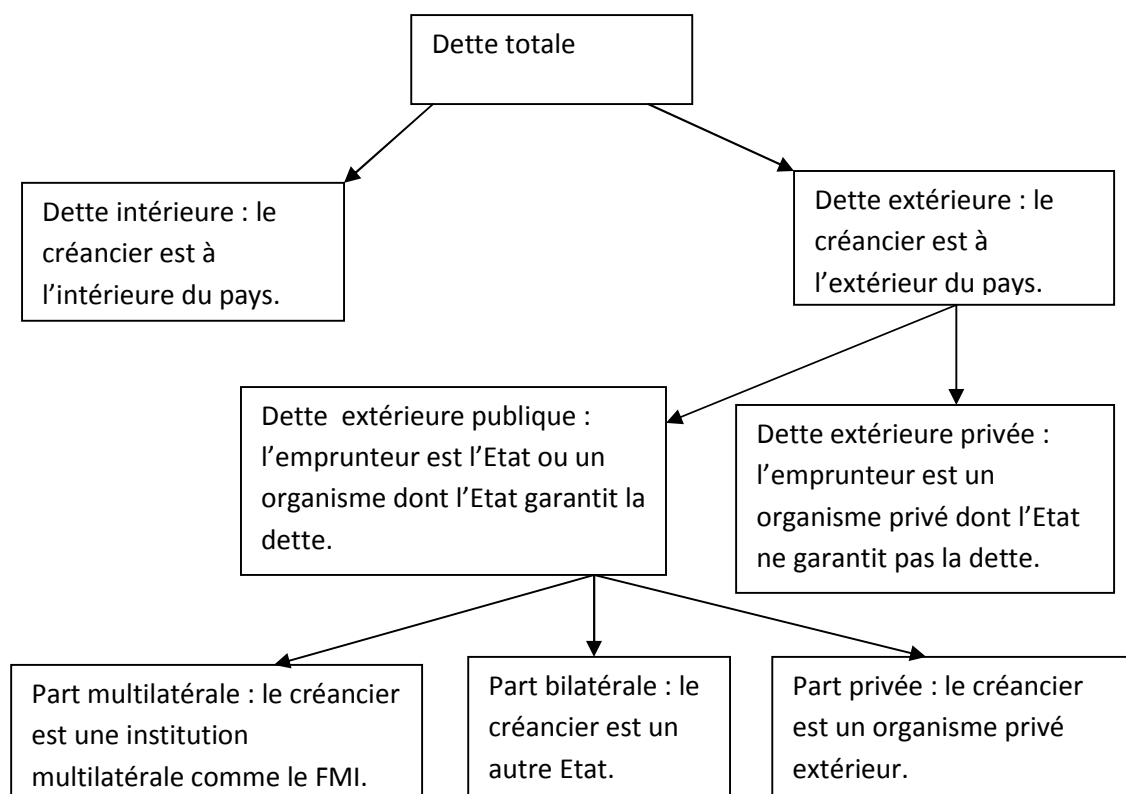 Dette totale
Dette intérieure : le
créancier est à
l’intérieure du pays.
Dette extérieure : le
créancier est à
l’extérieur du pays.
Dette extérieure publique :
l’emprunteur est l’Etat ou un
organisme dont l’Etat garantit la
dette.
Dette extérieure privée :
l’emprunteur est un
organisme privé dont l’Etat
ne garantit pas la dette.
Part multilatérale : le créancier
est une institution
multilatérale comme le FMI.
Part bilatérale : le
créancier est un
autre Etat.
Part privée : le créancier
est un organisme privé
extérieur.